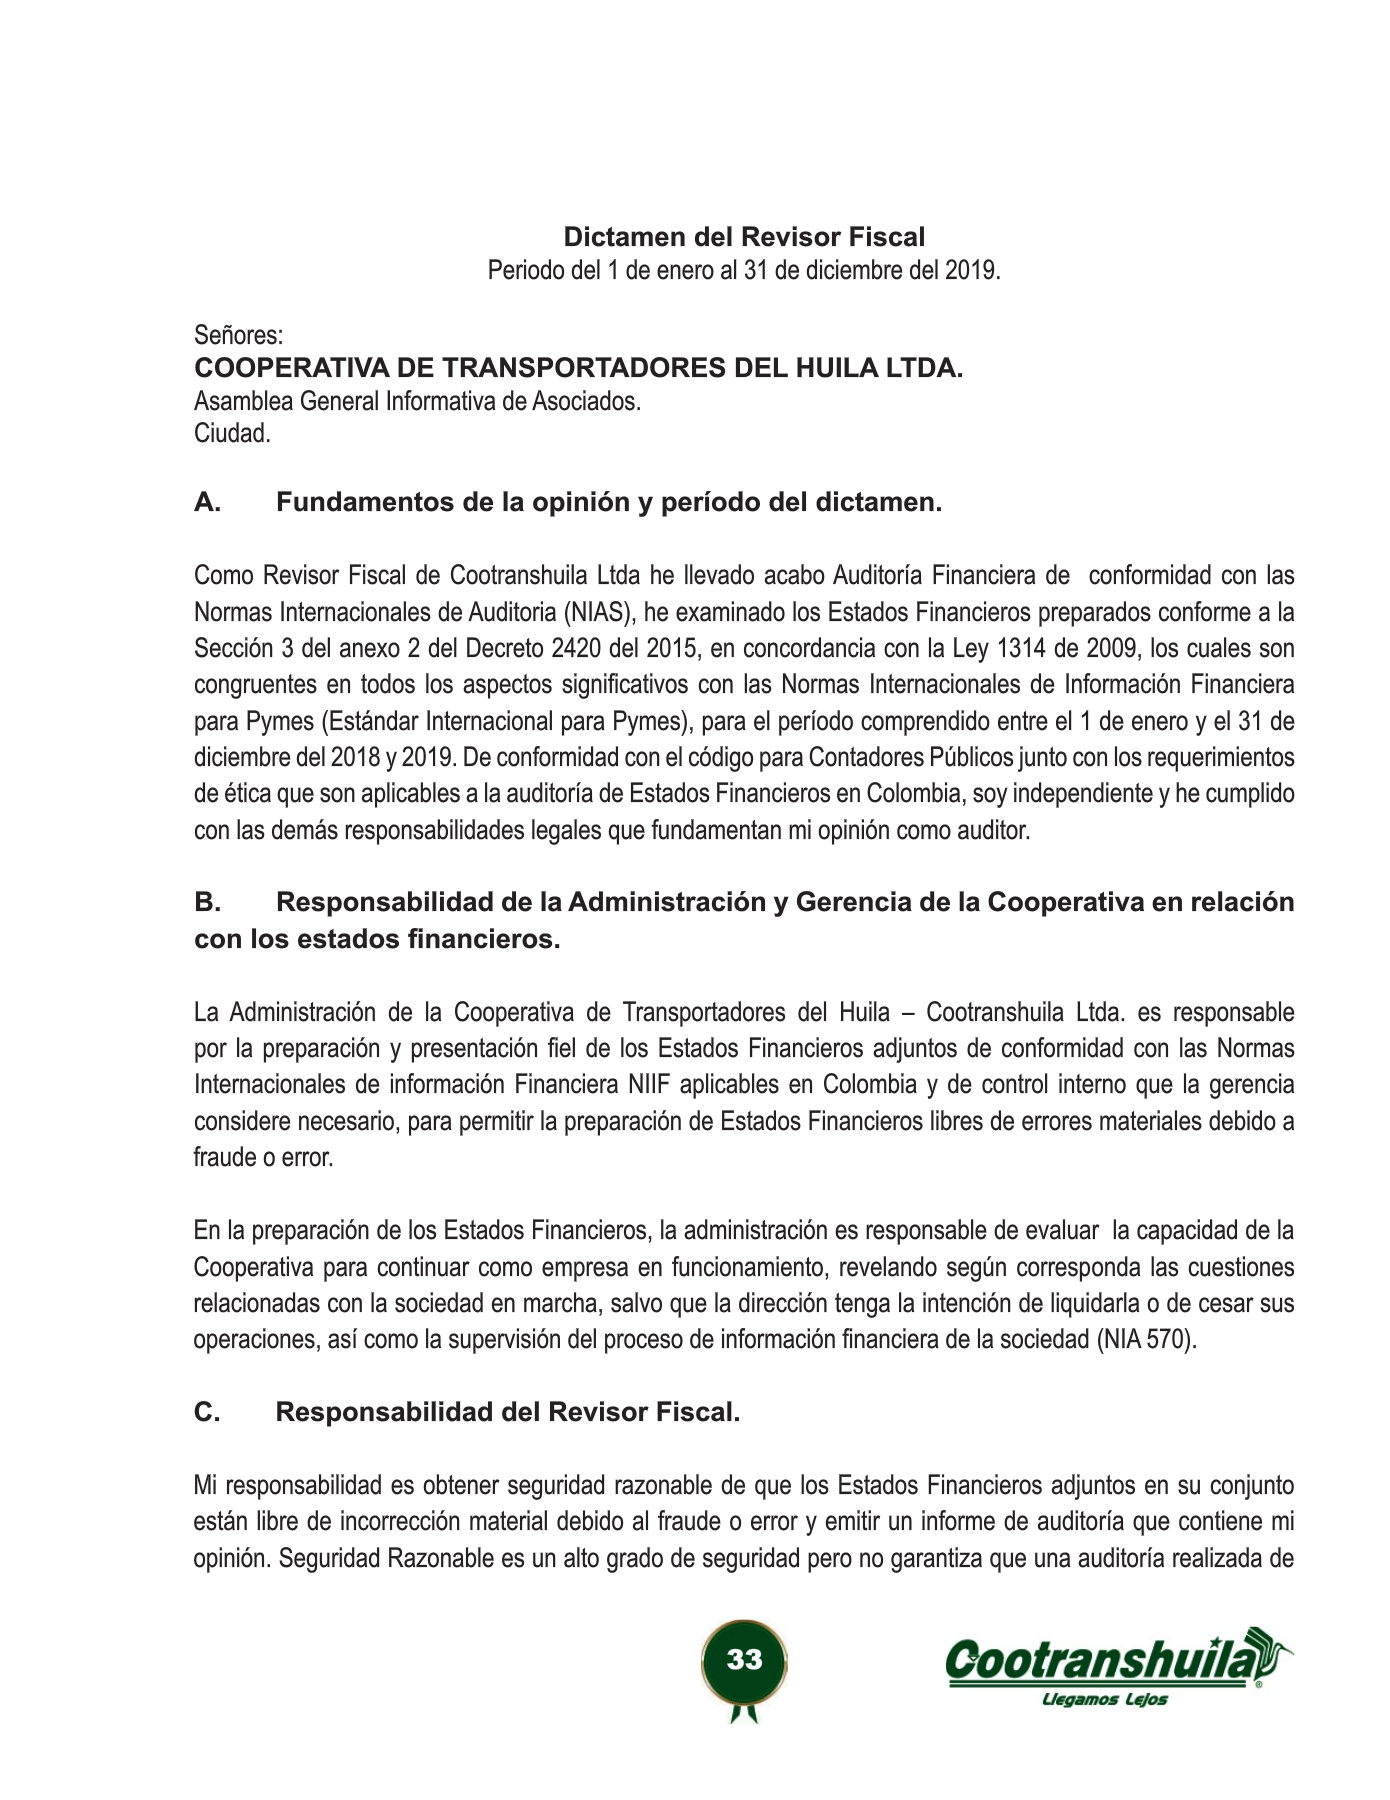 Dictamen del Revisor Fiscal
Periodo del 1 de enero al 31 de diciembre del 2019.
Señores:
COOPERATIVA DE TRANSPORTADORES DEL HUILA LTDA.
Asamblea General Informativa de Asociados.
Ciudad.
A. Fundamentos de la opinión y período del dictamen.
Como Revisor Fiscal de Cootranshuila Ltda he llevado acabo Auditoría Financiera de conformidad con las
Normas Internacionales de Auditoria (NIAS), he examinado los Estados Financieros preparados conforme a la
Sección 3 del anexo 2 del Decreto 2420 del 2015, en concordancia con la Ley 1314 de 2009, los cuales son
congruentes en todos los aspectos significativos con las Normas Internacionales de Información Financiera
para Pymes (Estándar Internacional para Pymes), para el período comprendido entre el 1 de enero y el 31 de
diciembre del 2018 y 2019. De conformidad con el código para Contadores Públicos junto con los requerimientos
de ética que son aplicables a la auditoría de Estados Financieros en Colombia, soy independiente y he cumplido
con las demás responsabilidades legales que fundamentan mi opinión como auditor.
B. Responsabilidad de la Administración y Gerencia de la Cooperativa en relación
con los estados financieros.
La Administración de la Cooperativa de Transportadores del Huila – Cootranshuila Ltda. es responsable
por la preparación y presentación fiel de los Estados Financieros adjuntos de conformidad con las Normas
Internacionales de información Financiera NIIF aplicables en Colombia y de control interno que la gerencia
considere necesario, para permitir la preparación de Estados Financieros libres de errores materiales debido a
fraude o error.
En la preparación de los Estados Financieros, la administración es responsable de evaluar la capacidad de la
Cooperativa para continuar como empresa en funcionamiento, revelando según corresponda las cuestiones
relacionadas con la sociedad en marcha, salvo que la dirección tenga la intención de liquidarla o de cesar sus
operaciones, así como la supervisión del proceso de información financiera de la sociedad (NIA 570).
C. Responsabilidad del Revisor Fiscal.
Mi responsabilidad es obtener seguridad razonable de que los Estados Financieros adjuntos en su conjunto
están libre de incorrección material debido al fraude o error y emitir un informe de auditoría que contiene mi
opinión. Seguridad Razonable es un alto grado de seguridad pero no garantiza que una auditoría realizada de
33
Cootranshuila ®
Llegamos Lejos